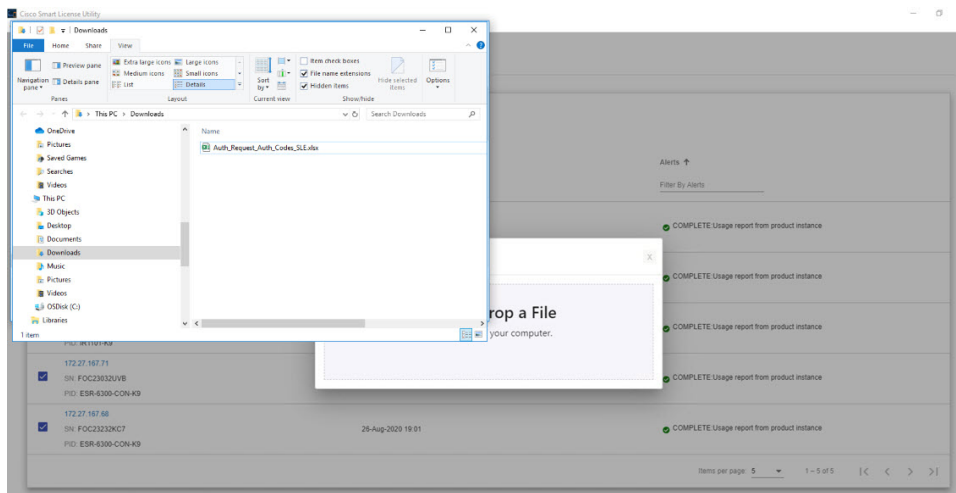 Cisco Smart License Utility
Downloads
File Home Share View
Navigation pane
Preview pane
Details pane
Panes
Extra large icons Large icons
Medium icons Small icons
List Details
Layout
Sort by
Current view
Item check boxes
File name extensions
Hidden items
Hide selected items
Show/hide
Options
This PC > Downloads
Search Downloads
OneDrive
Pictures
Saved Games
Searches
Videos
This PC
3D Objects
Desktop
Documents
Downloads
Music
Pictures
Videos
OSDisk (C:)
Libraries
1 item
Name
Auth_Request_Auth_Codes_SLE.xlsx
Alerts
Filter By Alerts
COMPLETE:Usage report from product instance
COMPLETE:Usage report from product instance
X
rop a File
your computer.
COMPLETE:Usage report from product instance
PID: IR1101-K9
172.27.167.71
SN: FOC23032UVB
PID: ESR-6300-CON-K9
COMPLETE:Usage report from product instance
172.27.167.68
SN: FOC23232KC7
PID: ESR-6300-CON-K9
26-Aug-2020 19:01
COMPLETE:Usage report from product instance
Items per page: 5 1 – 5 of 5